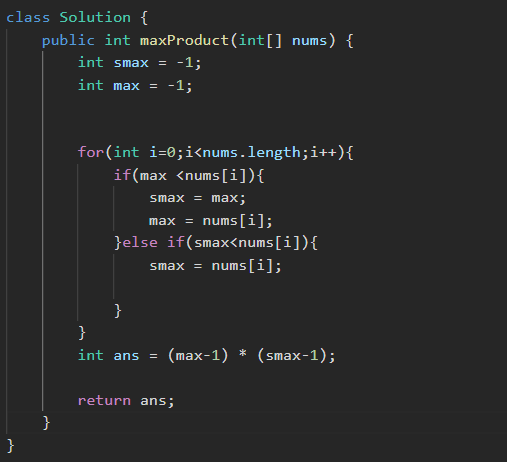 class Solution {
    public int maxProduct(int[] nums) {
        int smax = -1;
        int max = -1;
        for(int i=0;i<nums.length;i++){
            if(max <nums[i]){
                smax = max;
                max = nums[i];
            }else if(smax<nums[i]){
                smax = nums[i];
            }
        }
        int ans = (max-1) * (smax-1);
        return ans;
    }
}